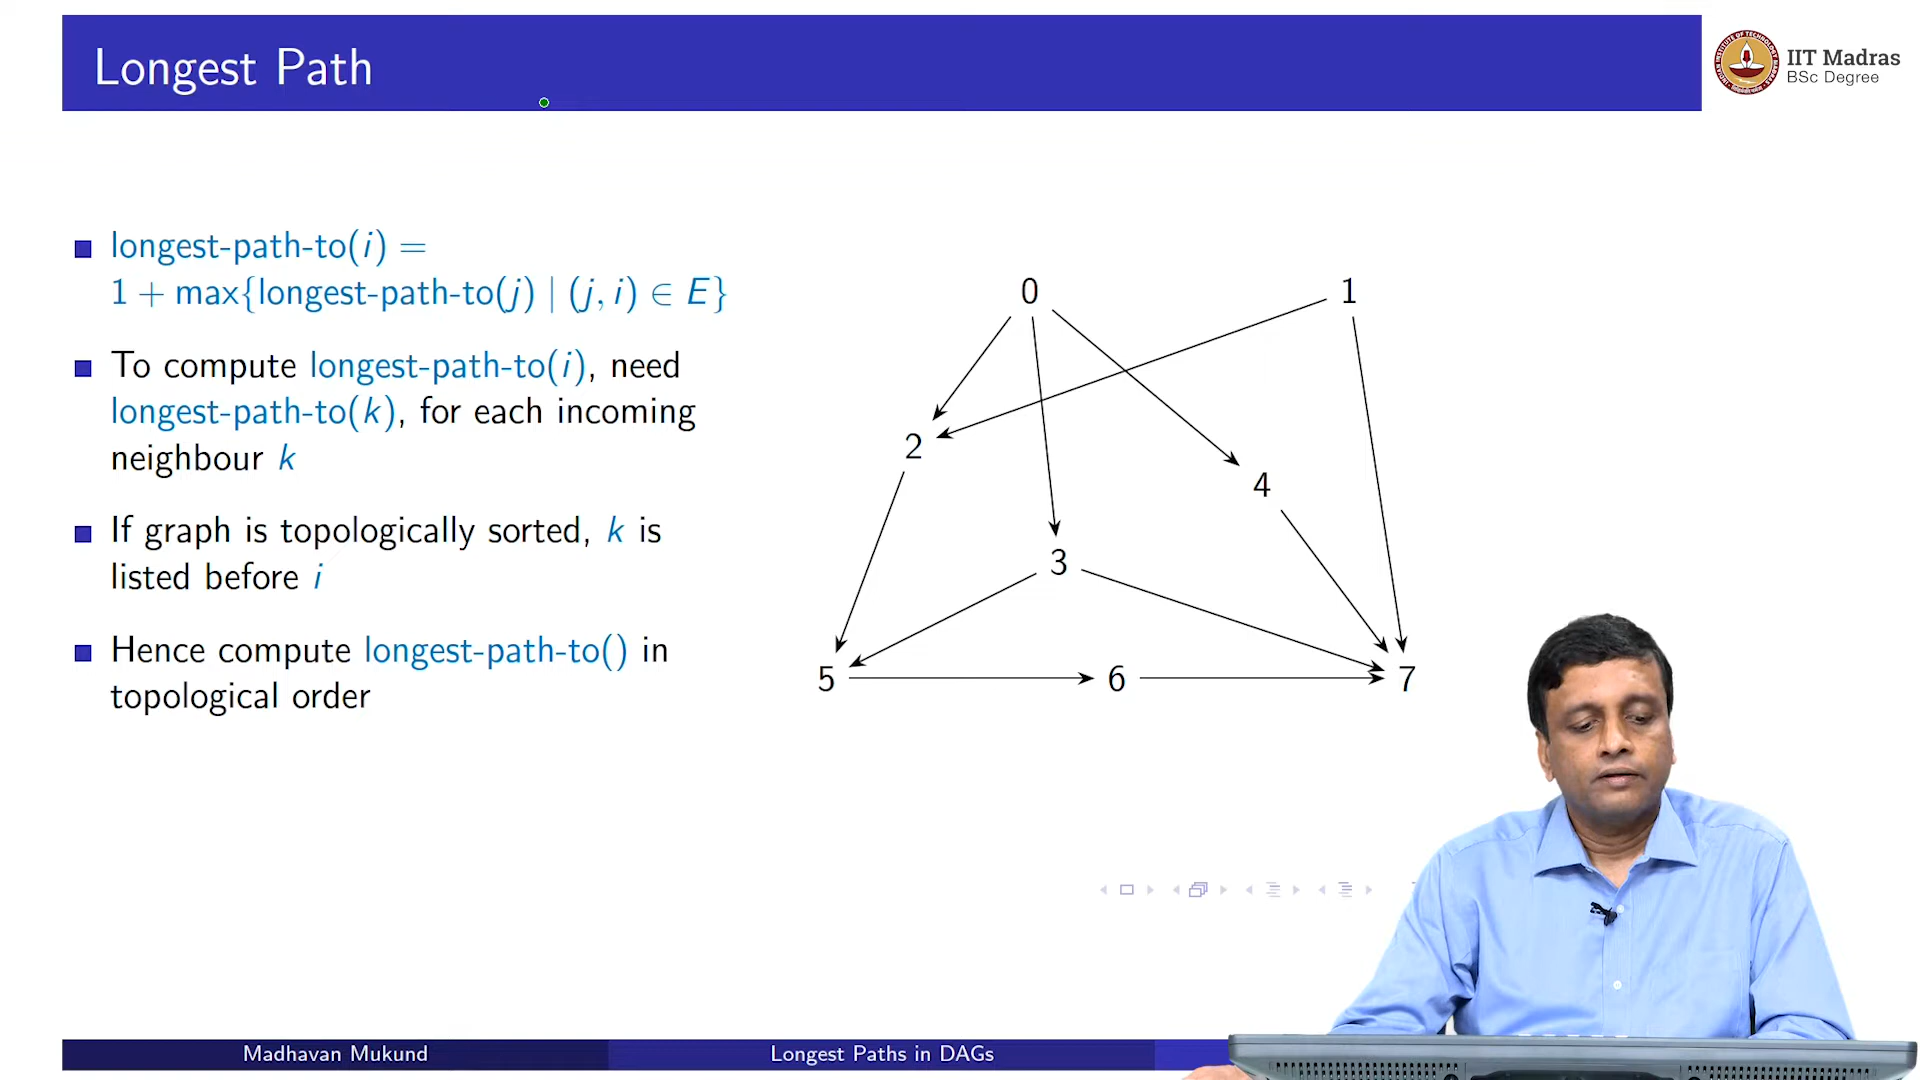 Longest Path
IIT Madras
BSc Degree
longest-path-to(i) =
1 + max{longest-path-to(j) | (j, i) ∈ E}
To compute longest-path-to(i), need
longest-path-to(k), for each incoming
neighbour k
If graph is topologically sorted, k is
listed before i
Hence compute longest-path-to() in
topological order
0 1
2
4
3
5 6 7
Madhavan Mukund Longest Paths in DAGs